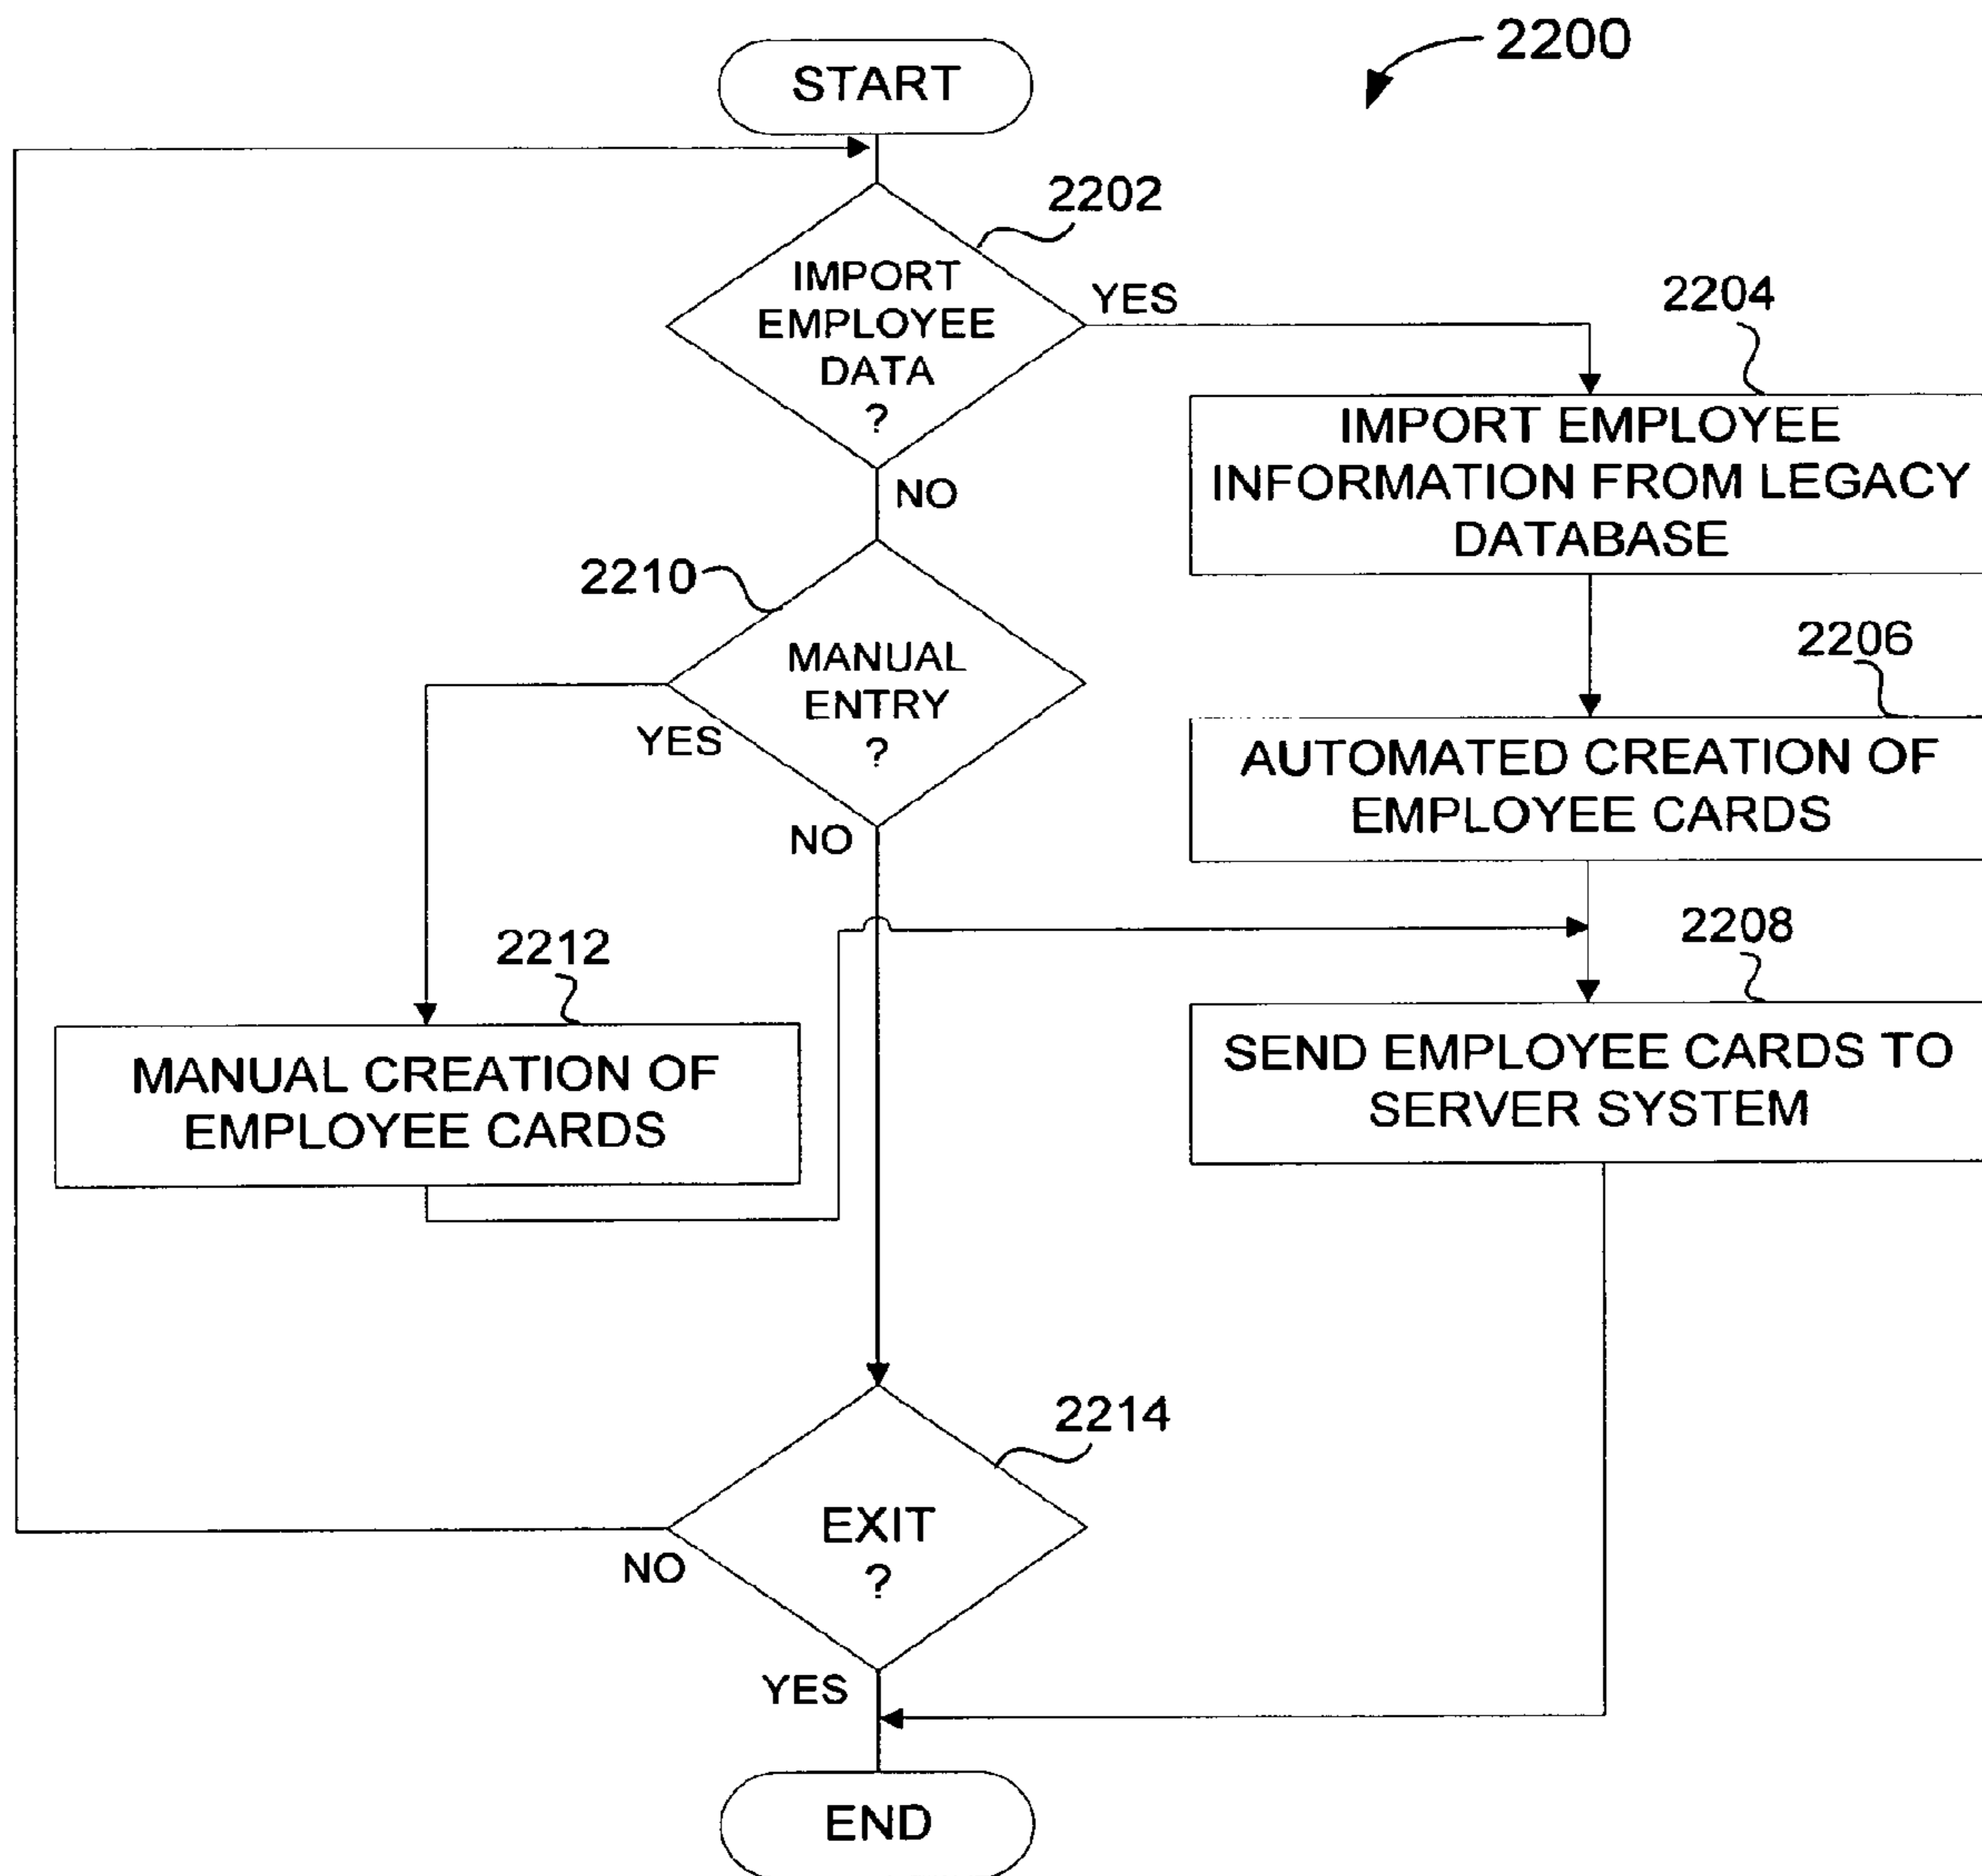 2200
START
2202
IMPORT
EMPLOYEE
DATA
?
YES
NO
2204
IMPORT EMPLOYEE
INFORMATION FROM LEGACY
DATABASE
2210
MANUAL
ENTRY
?
YES
NO
2206
AUTOMATED CREATION OF
EMPLOYEE CARDS
2212
MANUAL CREATION OF
EMPLOYEE CARDS
2208
SEND EMPLOYEE CARDS TO
SERVER SYSTEM
2214
EXIT
?
NO
YES
END